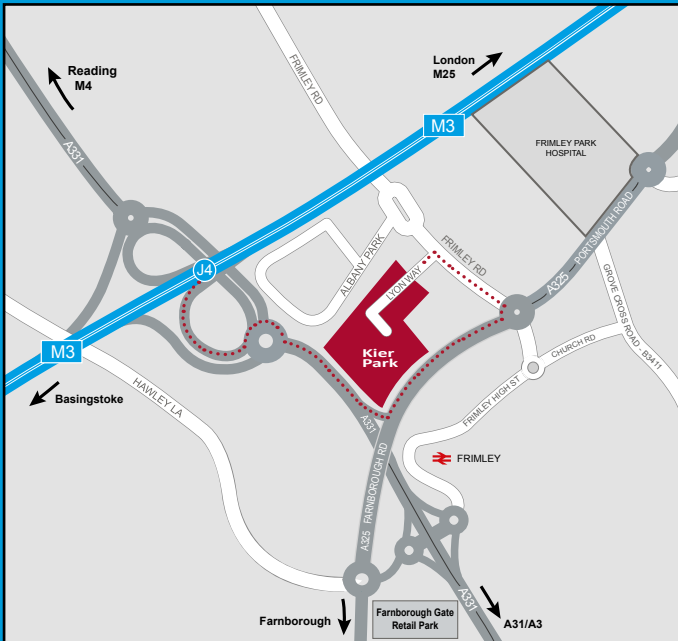 Reading
M4
London
M25
FRIMLEY RD
M3
FRIMLEY PARK
HOSPITAL
A331
A325 PORTSMOUTH ROAD
J4
ALBANY PARK
FRIMLEY RD
LYON WAY
GROVE CROSS ROAD - B3411
M3
Kier
Park
CHURCH RD
Basingstoke
HAWLEY LA
FRIMLEY HIGH ST
A331
FRIMLEY
A325 FARNBOROUGH RD
A331
Farnborough
Farnborough Gate
Retail Park
A31/A3